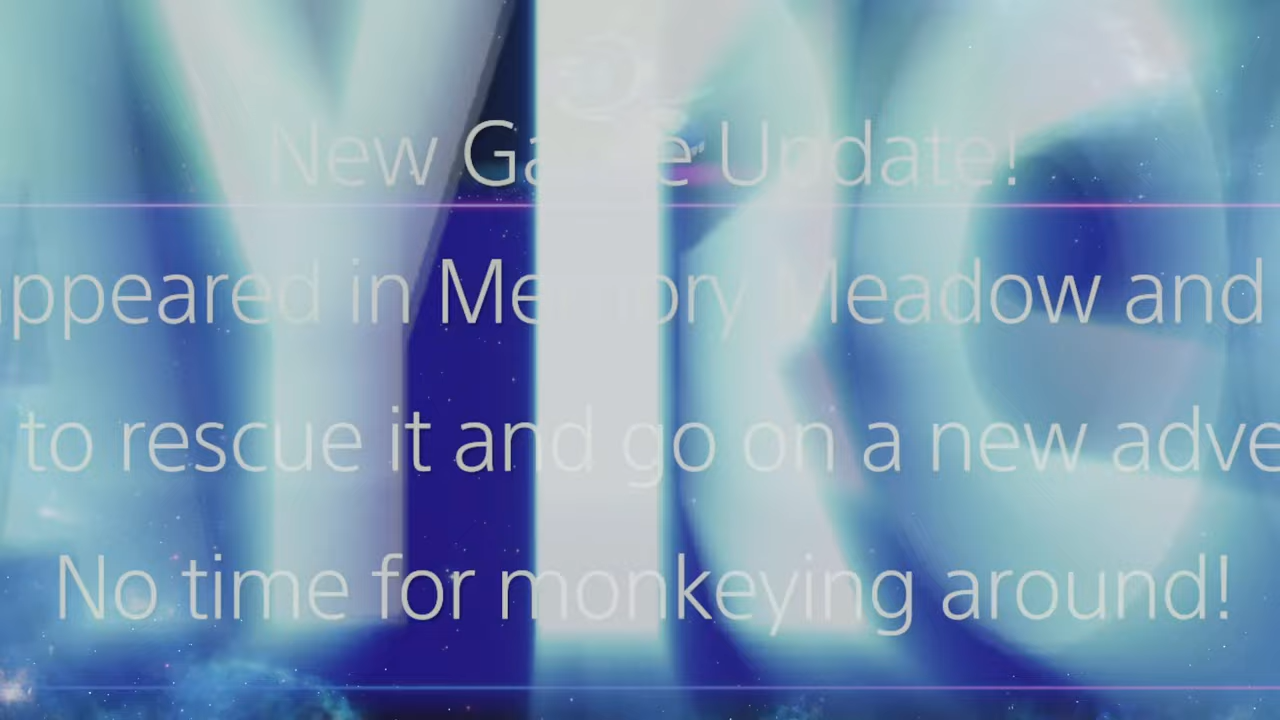 New Game Update!
appeared in Memory Meadow and
to rescue it and go on a new adve
No time for monkeying around!